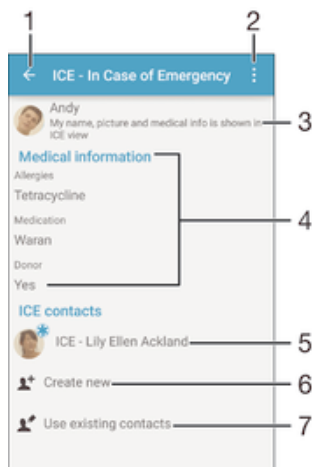 1
2
ICE - In Case of Emergency
Andy
My name, picture and medical info is shown in
ICE view
3
Medical information
Allergies
Tetracycline
Medication
Waran
Donor
Yes
4
ICE contacts
ICE - Lily Ellen Ackland
5
Create new
6
Use existing contacts
7